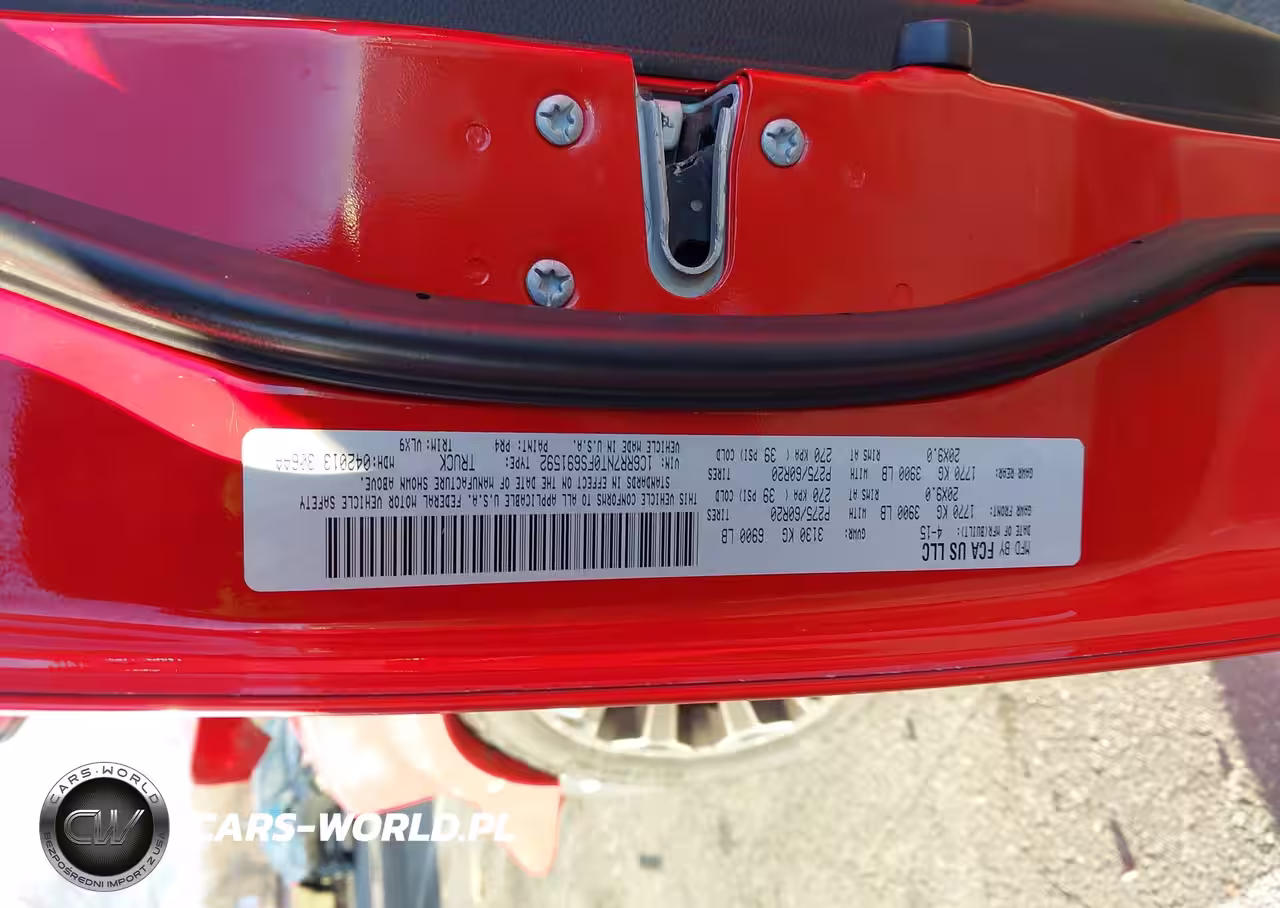 MFD BY FCA US LLC
DATE OF MFR(BUILT): 4-15
GVWR: 3130 KG 6900 LB
GAWR FRONT: 1770 KG 3900 LB WITH P275/60R20 TIRES
20X9.0 RIMS AT 270 KPA( 39 PSI) COLD
GAWR REAR: 1770 KG 3900 LB WITH P275/60R20 TIRES
20X9.0 RIMS AT 270 KPA( 39 PSI) COLD
THIS VEHICLE CONFORMS TO ALL APPLICABLE U.S.A. FEDERAL MOTOR VEHICLE SAFETY
STANDARDS IN EFFECT ON THE DATE OF MANUFACTURE SHOWN ABOVE.
VIN: 1C6RR7NT0FS691592 TYPE: TRUCK MDH:042013
VEHICLE MADE IN U.S.A. PAINT: PR4 TRIM:VLX9
CARS-WORLD
CW
BEZPOŚREDNI IMPORT Z USA
CARS-WORLD.PL